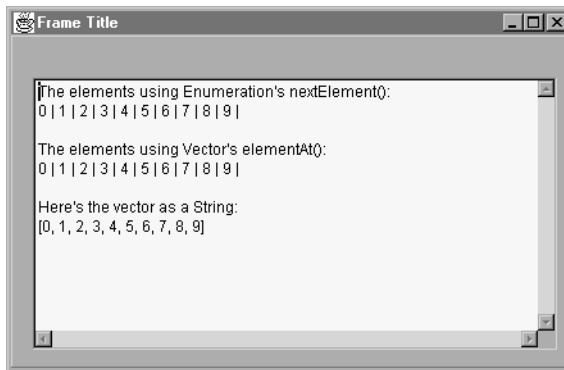 Frame Title
The elements using Enumeration's nextElement():
0 | 1 | 2 | 3 | 4 | 5 | 6 | 7 | 8 | 9 |
The elements using Vector's elementAt():
0 | 1 | 2 | 3 | 4 | 5 | 6 | 7 | 8 | 9 |
Here's the vector as a String:
[0, 1, 2, 3, 4, 5, 6, 7, 8, 9]